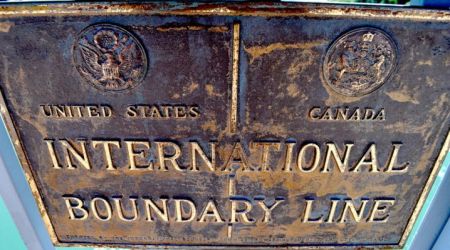 UNITED STATES CANADA
INTERNATIONAL
BOUNDARY LINE